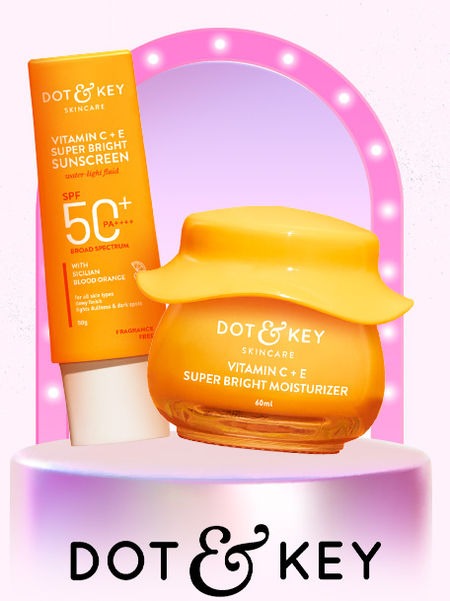 DOT & KEY
SKINCARE
VITAMIN C + E
SUPER BRIGHT
SUNSCREEN
water-light fluid
SPF
50+
PA++++
BROAD SPECTRUM
WITH
SICILIAN
BLOOD ORANGE
for all skin types
dewy finish
fights dullness & dark spots
50g
FRAGRANCE
FREE
DOT & KEY
SKINCARE
VITAMIN C + E
SUPER BRIGHT MOISTURIZER
60ml
DOT & KEY